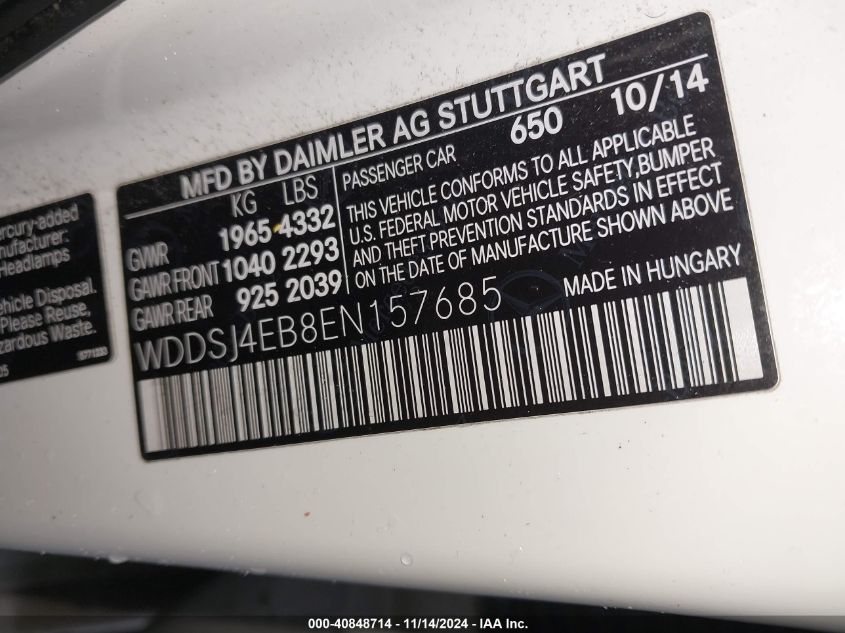 MFD BY DAIMLER AG STUTTGART
650 10/14
KG LBS
GVWR 1965 4332
GAWR FRONT 1040 2293
GAWR REAR 925 2039
PASSENGER CAR
THIS VEHICLE CONFORMS TO ALL APPLICABLE
U.S. FEDERAL MOTOR VEHICLE SAFETY,BUMPER
AND THEFT PREVENTION STANDARDS IN EFFECT
ON THE DATE OF MANUFACTURE SHOWN ABOVE
MADE IN HUNGARY
WDDSJ4EB8EN157685
ercury-added
nufacturer:
Headlamps
hicle Disposal.
Please Reuse,
zardous Waste.
05
000-40848714 - 11/14/2024 - IAA Inc.